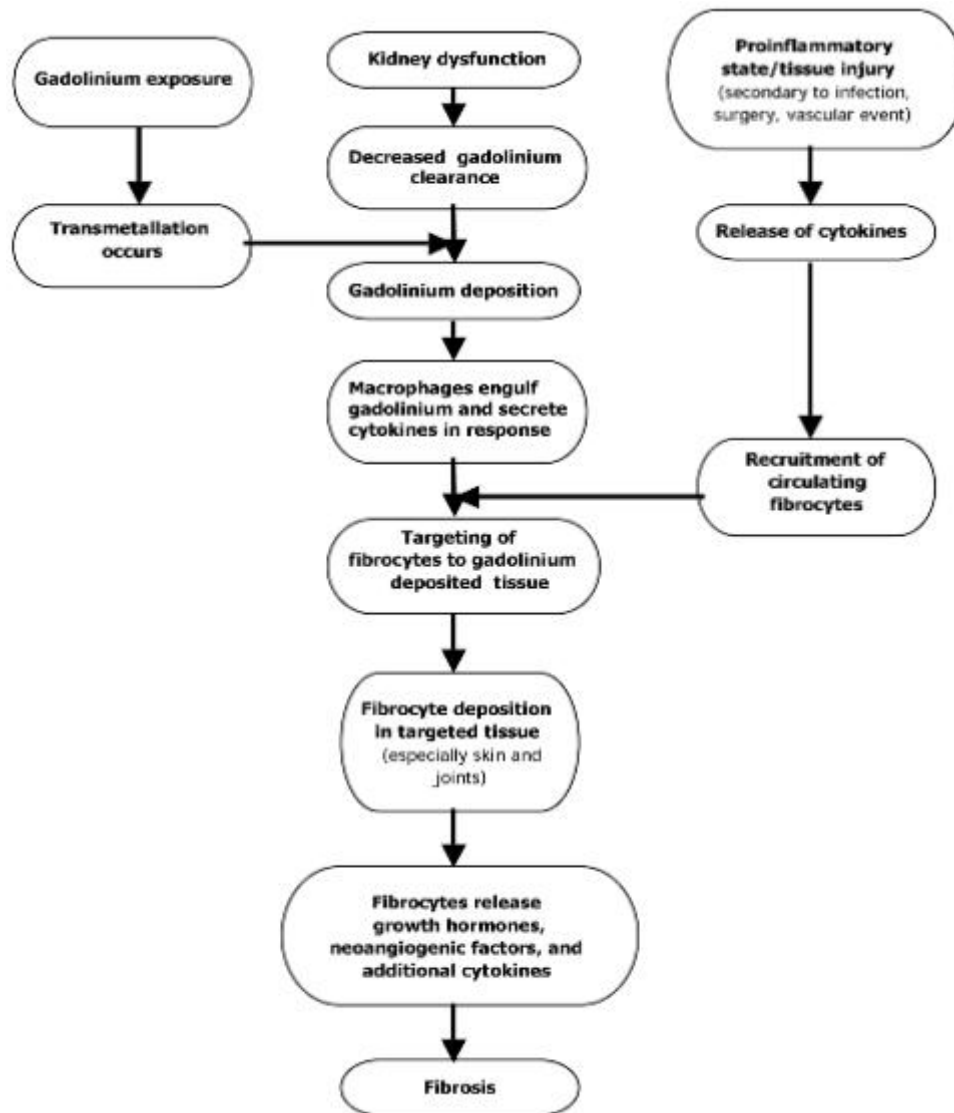 Gadolinium exposure
Transmetallation
occurs
Kidney dysfunction
Decreased gadolinium
clearance
Gadolinium deposition
Macrophages engulf
gadolinium and secrete
cytokines in response
Proinflammatory
state/tissue injury
(secondary to infection,
surgery, vascular event)
Release of cytokines
Recruitment of
circulating
fibrocytes
Targeting of
fibrocytes to gadolinium
deposited tissue
Fibrocyte deposition
in targeted tissue
(especially skin and
joints)
Fibrocytes release
growth hormones,
neoangiogenic factors, and
additional cytokines
Fibrosis